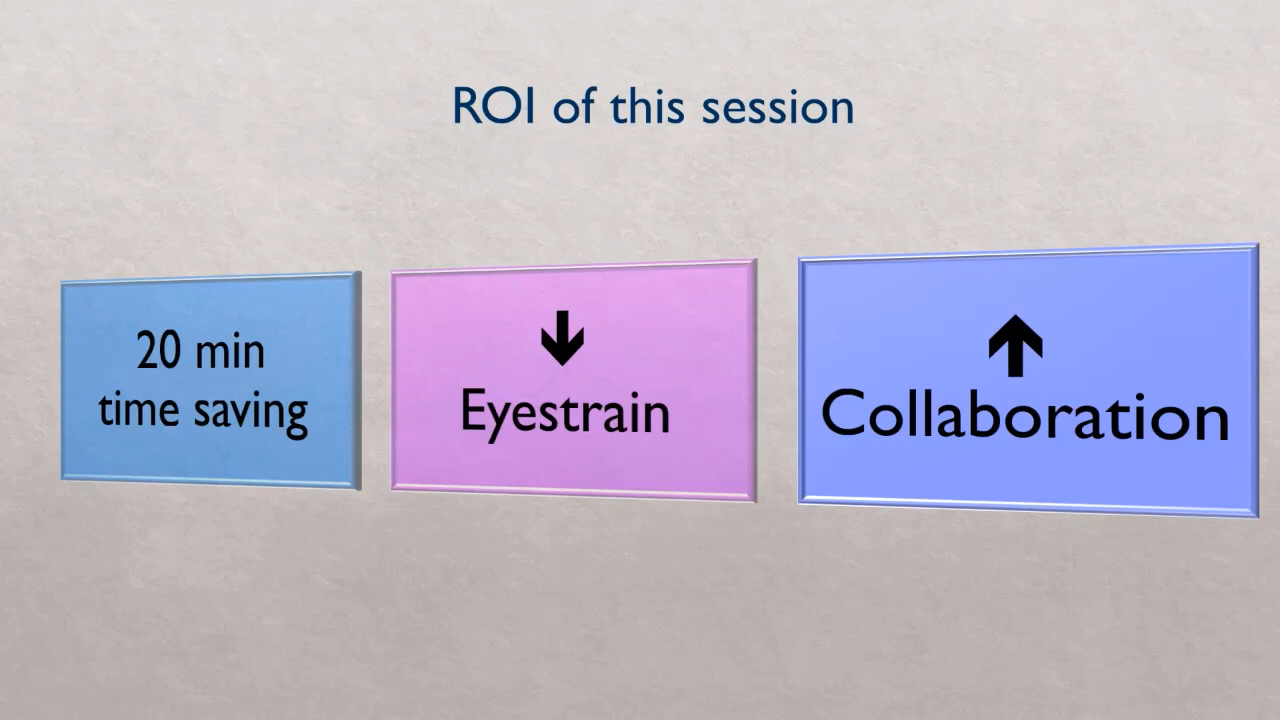 ROI of this session
20 min
time saving
🡻
Eyestrain
🡹
Collaboration